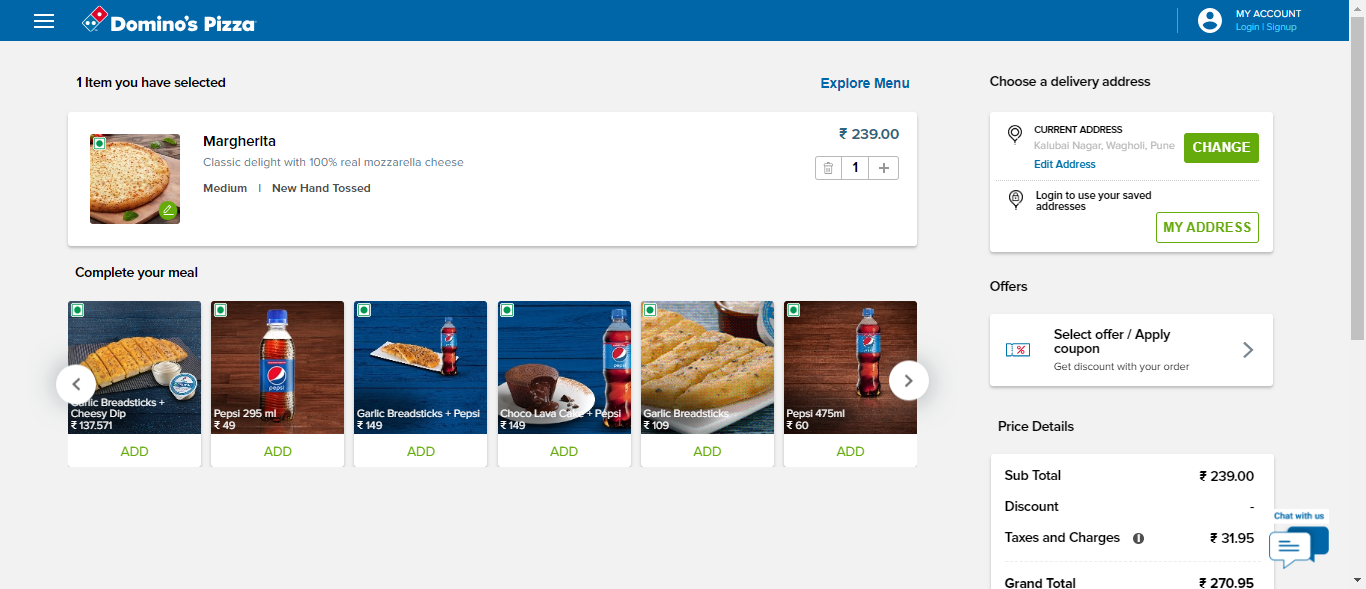 Domino's Pizza
MY ACCOUNT
Login | Signup
1 Item you have selected
Explore Menu
Margherita
Classic delight with 100% real mozzarella cheese
Medium | New Hand Tossed
₹ 239.00
1
Complete your meal
Garlic Breadsticks +
Cheesy Dip
₹ 137.571
ADD
Pepsi 295 ml
₹ 49
ADD
Garlic Breadsticks + Pepsi
₹ 149
ADD
Choco Lava Cake + Pepsi
₹ 149
ADD
Garlic Breadsticks
₹ 109
ADD
Pepsi 475ml
₹ 60
ADD
Choose a delivery address
CURRENT ADDRESS
Kalubai Nagar, Wagholi, Pune
Edit Address
CHANGE
Login to use your saved
addresses
MY ADDRESS
Offers
Select offer / Apply
coupon
Get discount with your order
Price Details
Sub Total ₹ 239.00
Discount -
Taxes and Charges ₹ 31.95
Grand Total ₹ 270.95
Chat with us